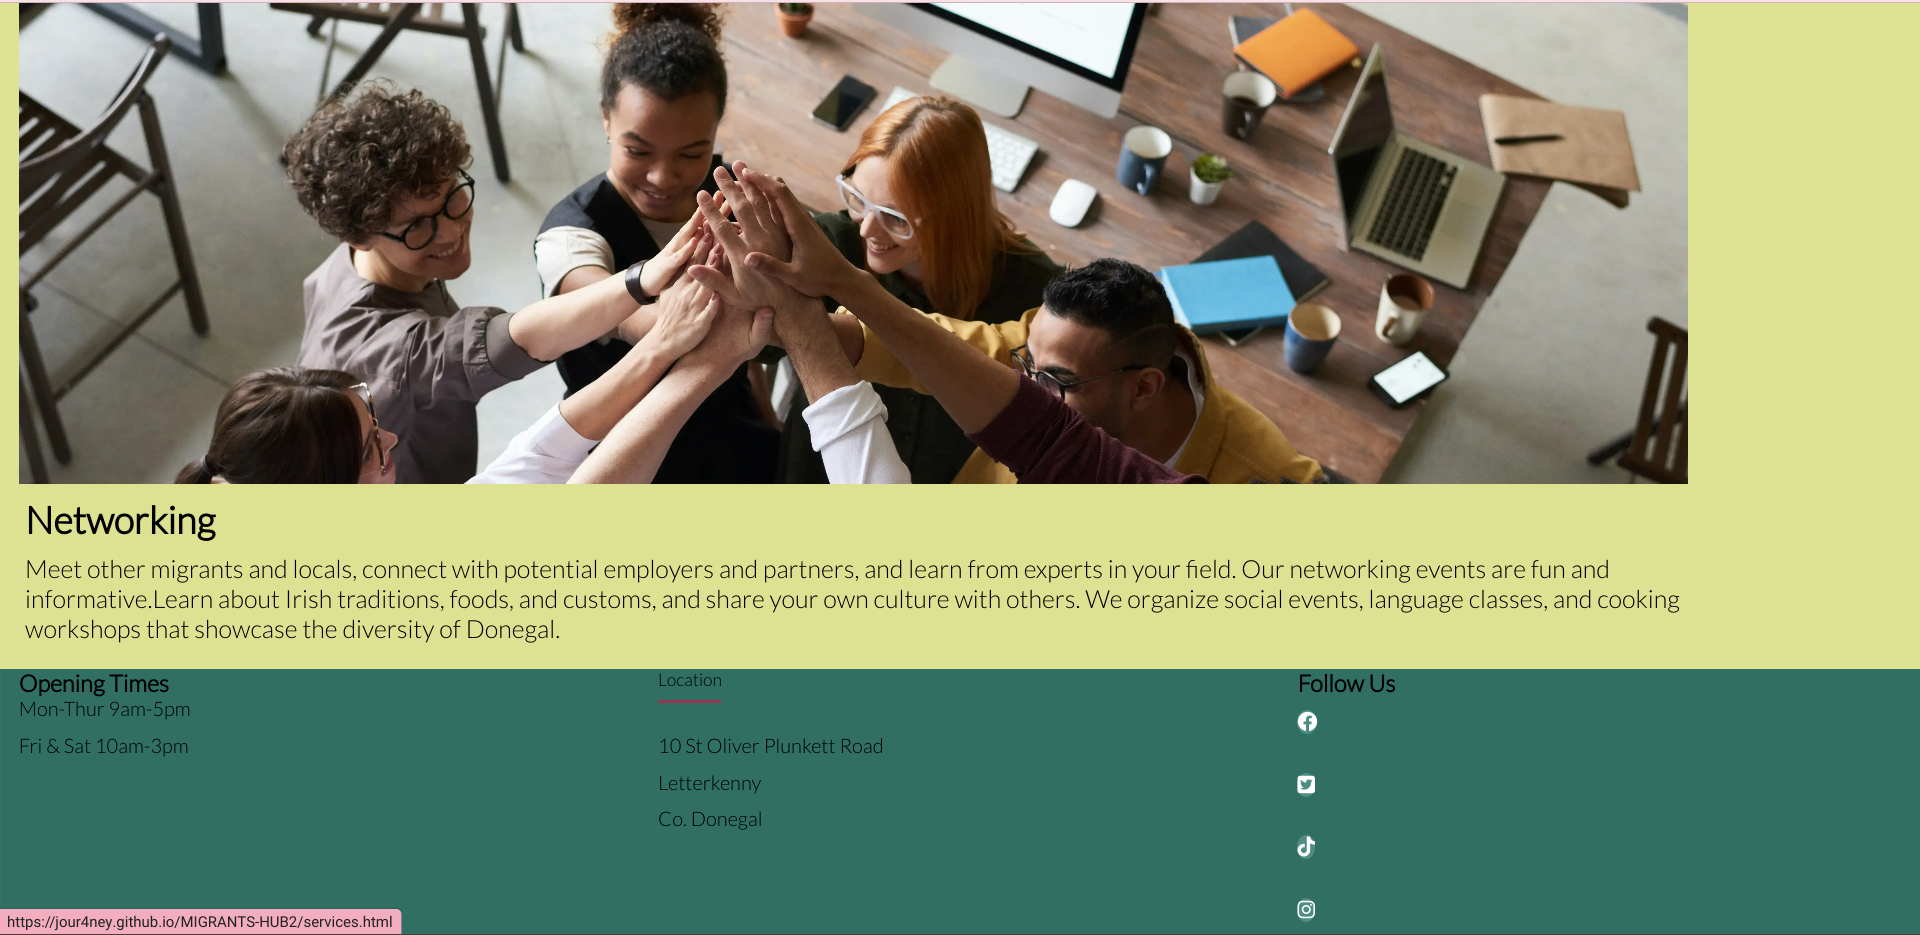 Networking
Meet other migrants and locals, connect with potential employers and partners, and learn from experts in your field. Our networking events are fun and
informative.Learn about Irish traditions, foods, and customs, and share your own culture with others. We organize social events, language classes, and cooking
workshops that showcase the diversity of Donegal.
Opening Times
Mon-Thur 9am-5pm
Fri & Sat 10am-3pm
Location
10 St Oliver Plunkett Road
Letterkenny
Co. Donegal
Follow Us
https://jour4ney.github.io/MIGRANTS-HUB2/services.html